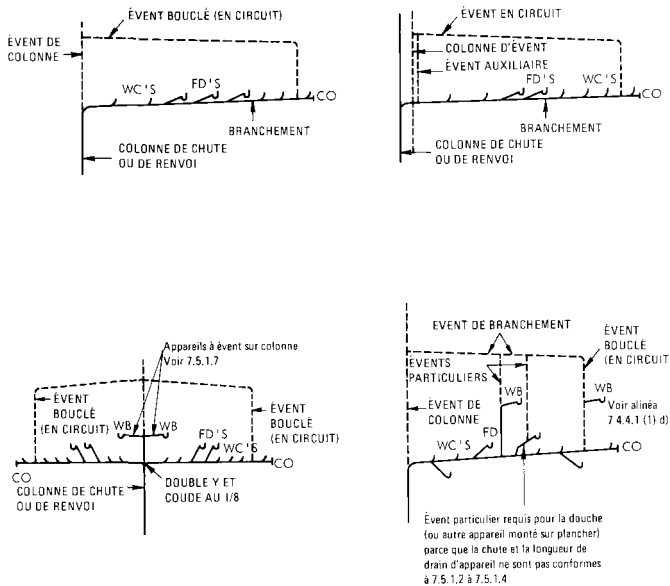 ÉVENT BOUCLÉ (EN CIRCUIT)
ÉVENT DE
COLONNE
WC'S
FD'S
CO
BRANCHEMENT
COLONNE DE CHUTE
OU DE RENVOI
ÉVENT EN CIRCUIT
COLONNE D'ÉVENT
ÉVENT AUXILIAIRE
FD'S
WC'S
CO
BRANCHEMENT
COLONNE DE CHUTE
OU DE RENVOI
Appareils à évent sur colonne
Voir 7.5.1.7
ÉVENT
BOUCLÉ
(EN CIRCUIT)
WB
WB
FD'S
WC'S
ÉVENT
BOUCLÉ
(EN CIRCUIT)
CO
CO
COLONNE DE CHUTE
OU DE RENVOI
DOUBLE Y ET
COUDE AU 1/8
EVENT DE BRANCHEMENT
ÉVENT
BOUCLÉ
(EN CIRCUIT
EVENTS
PARTICULIERS
WB
WB
ÉVENT DE
COLONNE
Voir alinéa
7.4.4.1 (1) d)
WC'S
FD
CO
Évent particulier requis pour la douche
(ou autre appareil monté sur plancher)
parce que la chute et la longueur de
drain d'appareil ne sont pas conformes
à 7.5.1,2 à 7.5.1.4